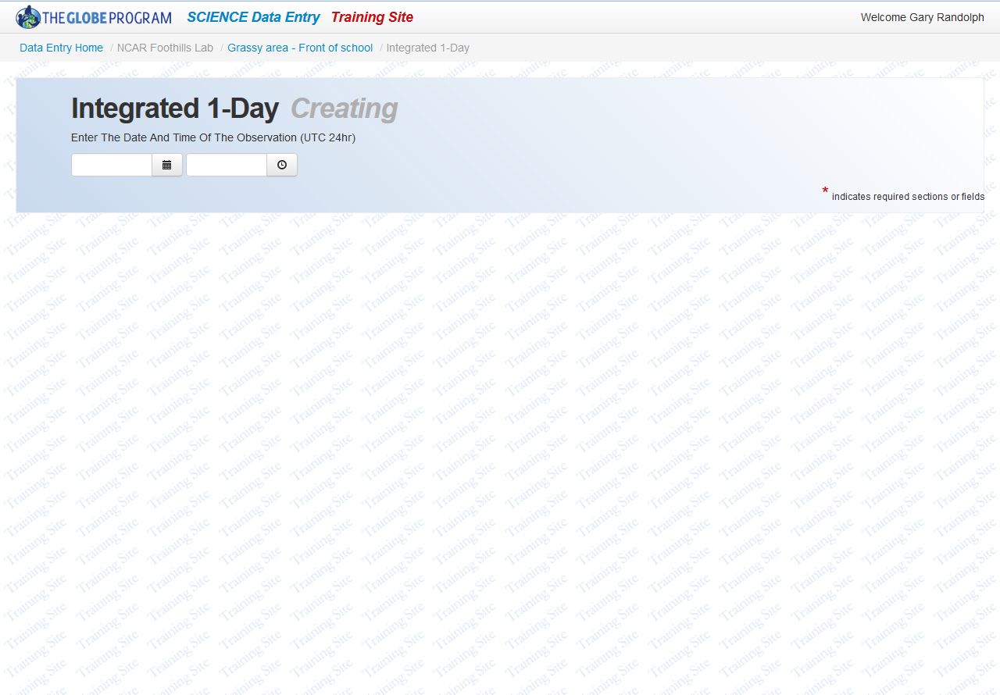 THE GLOBE PROGRAM SCIENCE Data Entry Training Site Welcome Gary Randolph
Data Entry Home / NCAR Foothills Lab / Grassy area - Front of school / Integrated 1-Day
Integrated 1-Day Creating
Enter The Date And Time Of The Observation (UTC 24hr)
* indicates required sections or fields
Training Site